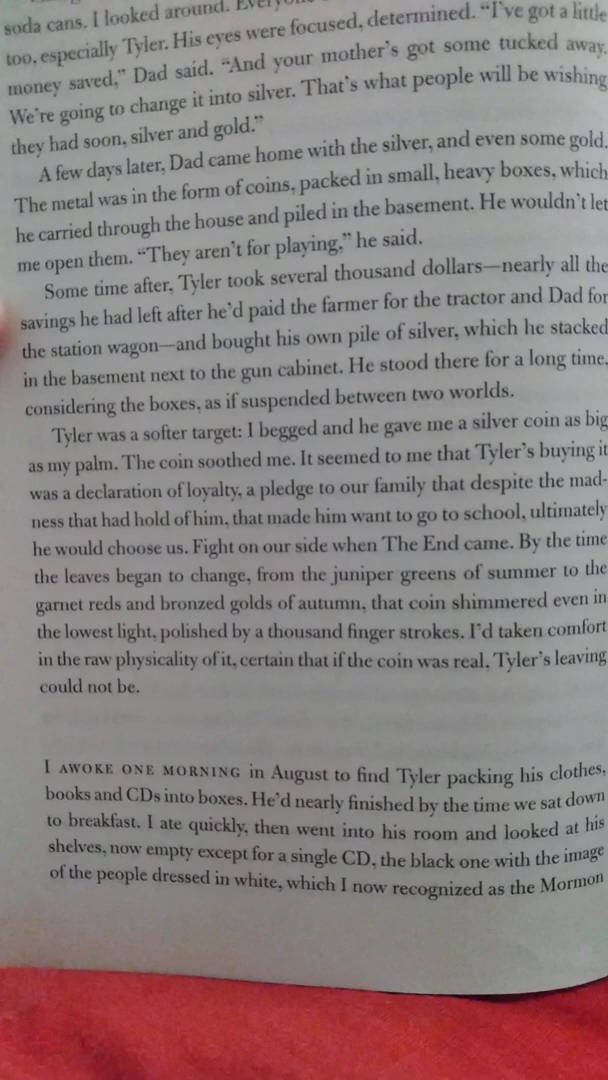 soda cans. I looked around. Everyone
too, especially Tyler. His eyes were focused, determined. “I’ve got a little
money saved,” Dad said. “And your mother’s got some tucked away.
We’re going to change it into silver. That’s what people will be wishing
they had soon, silver and gold.”
A few days later, Dad came home with the silver, and even some gold.
The metal was in the form of coins, packed in small, heavy boxes, which
he carried through the house and piled in the basement. He wouldn’t let
me open them. “They aren’t for playing,” he said.
Some time after, Tyler took several thousand dollars—nearly all the
savings he had left after he’d paid the farmer for the tractor and Dad for
the station wagon—and bought his own pile of silver, which he stacked
in the basement next to the gun cabinet. He stood there for a long time,
considering the boxes, as if suspended between two worlds.
Tyler was a softer target: I begged and he gave me a silver coin as big
as my palm. The coin soothed me. It seemed to me that Tyler’s buying it
was a declaration of loyalty, a pledge to our family that despite the mad-
ness that had hold of him, that made him want to go to school, ultimately
he would choose us. Fight on our side when The End came. By the time
the leaves began to change, from the juniper greens of summer to the
garnet reds and bronzed golds of autumn, that coin shimmered even in
the lowest light, polished by a thousand finger strokes. I’d taken comfort
in the raw physicality of it, certain that if the coin was real, Tyler’s leaving
could not be.
I AWOKE ONE MORNING in August to find Tyler packing his clothes,
books and CDs into boxes. He’d nearly finished by the time we sat down
to breakfast. I ate quickly, then went into his room and looked at his
shelves, now empty except for a single CD, the black one with the image
of the people dressed in white, which I now recognized as the Mormon